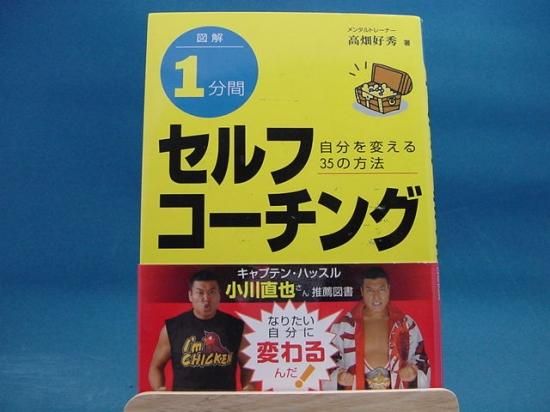 図解
1分間
メンタルトレーナー
高畑好秀 著
セルフ
コーチング
自分を変える
35の方法
キャプテン・ハッスル
小川直也さん 推薦図書
なりたい
自分に
変わる
んだ!
I'm
CHICKEN